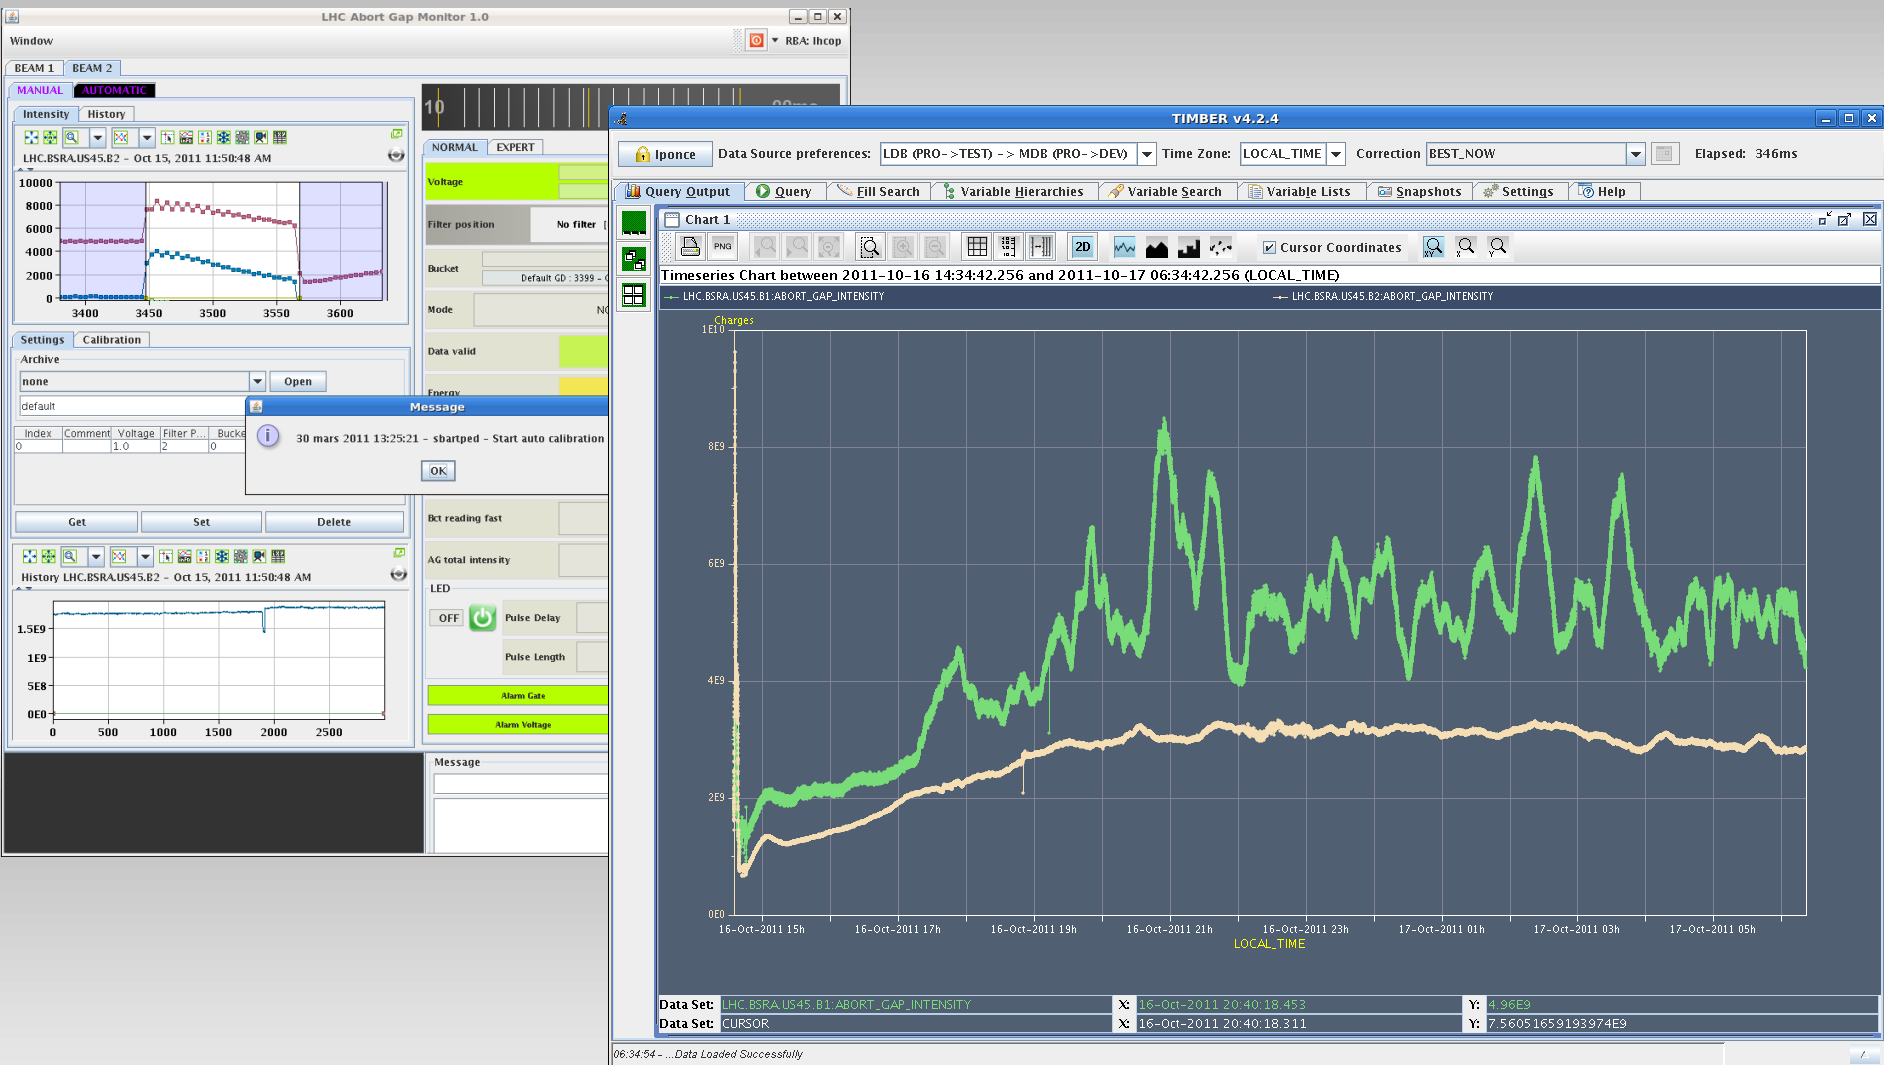 LHC Abort Gap Monitor 1.0
Window
RBA: lhcop
BEAM 1
BEAM 2
MANUAL
AUTOMATIC
Intensity
History
LHC.BSRA.US45.B2 - Oct 15, 2011 11:50:48 AM
10000
8000
6000
4000
2000
0
3400
3450
3500
3550
3600
Settings
Calibration
Archive
none
Open
default
Index
Comment
Voltage
Filter P...
Bucke
0
1.0
2
0
Get
Set
Delete
History LHC.BSRA.US45.B2 - Oct 15, 2011 11:50:48 AM
1.5E9
1E9
5E8
0E0
0
500
1000
1500
2000
2500
10
NORMAL
EXPERT
Voltage
Filter position
No filter
Bucket
Default GD : 3399 -
Mode
Data valid
Energy
Message
30 mars 2011 13:25:21 - sbartped - Start auto calibration
OK
Bct reading fast
AG total intensity
LED
OFF
Pulse Delay
Pulse Length
Alarm Gate
Alarm Voltage
Message
TIMBER v4.2.4
lponce
Data Source preferences:
LDB (PRO->TEST) -> MDB (PRO->DEV)
Time Zone:
LOCAL_TIME
Correction
BEST_NOW
Elapsed: 346ms
Query Output
Query
Fill Search
Variable Hierarchies
Variable Search
Variable Lists
Snapshots
Settings
Help
Chart 1
PNG
2D
Cursor Coordinates
XY
X
Y
Timeseries Chart between 2011-10-16 14:34:42.256 and 2011-10-17 06:34:42.256 (LOCAL_TIME)
LHC.BSRA.US45.B1:ABORT_GAP_INTENSITY
LHC.BSRA.US45.B2:ABORT_GAP_INTENSITY
Charges
1E10
8E9
6E9
4E9
2E9
0E0
16-Oct-2011 15h
16-Oct-2011 17h
16-Oct-2011 19h
16-Oct-2011 21h
16-Oct-2011 23h
17-Oct-2011 01h
17-Oct-2011 03h
17-Oct-2011 05h
LOCAL_TIME
Data Set: LHC.BSRA.US45.B1:ABORT_GAP_INTENSITY X: 16-Oct-2011 20:40:18.453 Y: 4.96E9
Data Set: CURSOR X: 16-Oct-2011 20:40:18.311 Y: 7.56051659193974E9
06:34:54 - ...Data Loaded Successfully